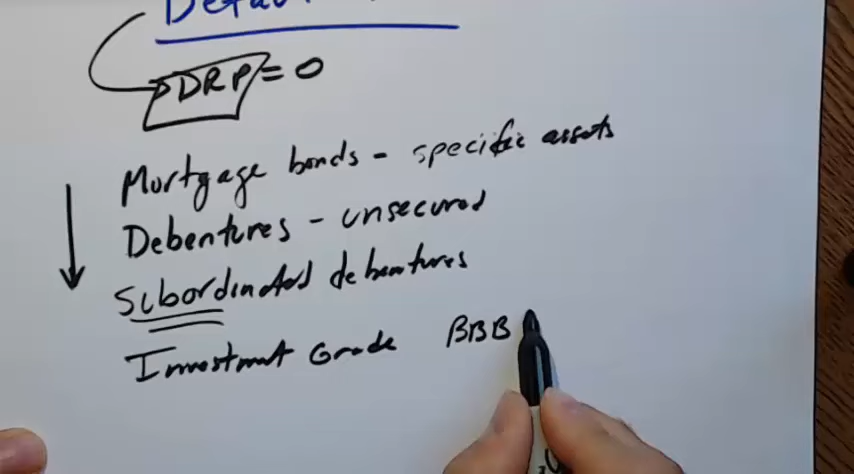 DRP = 0
Mortgage bonds - specific assets
Debentures - unsecured
Subordinated debentures
Investment Grade BBB